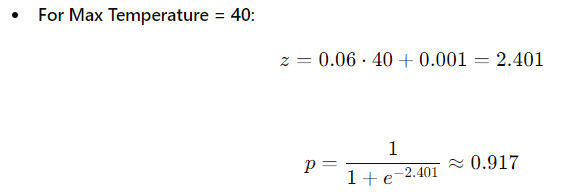 • For Max Temperature = 40:
z = 0.06 · 40 + 0.001 = 2.401
p = 1 / (1 + e^{−2.401}) ≈ 0.917